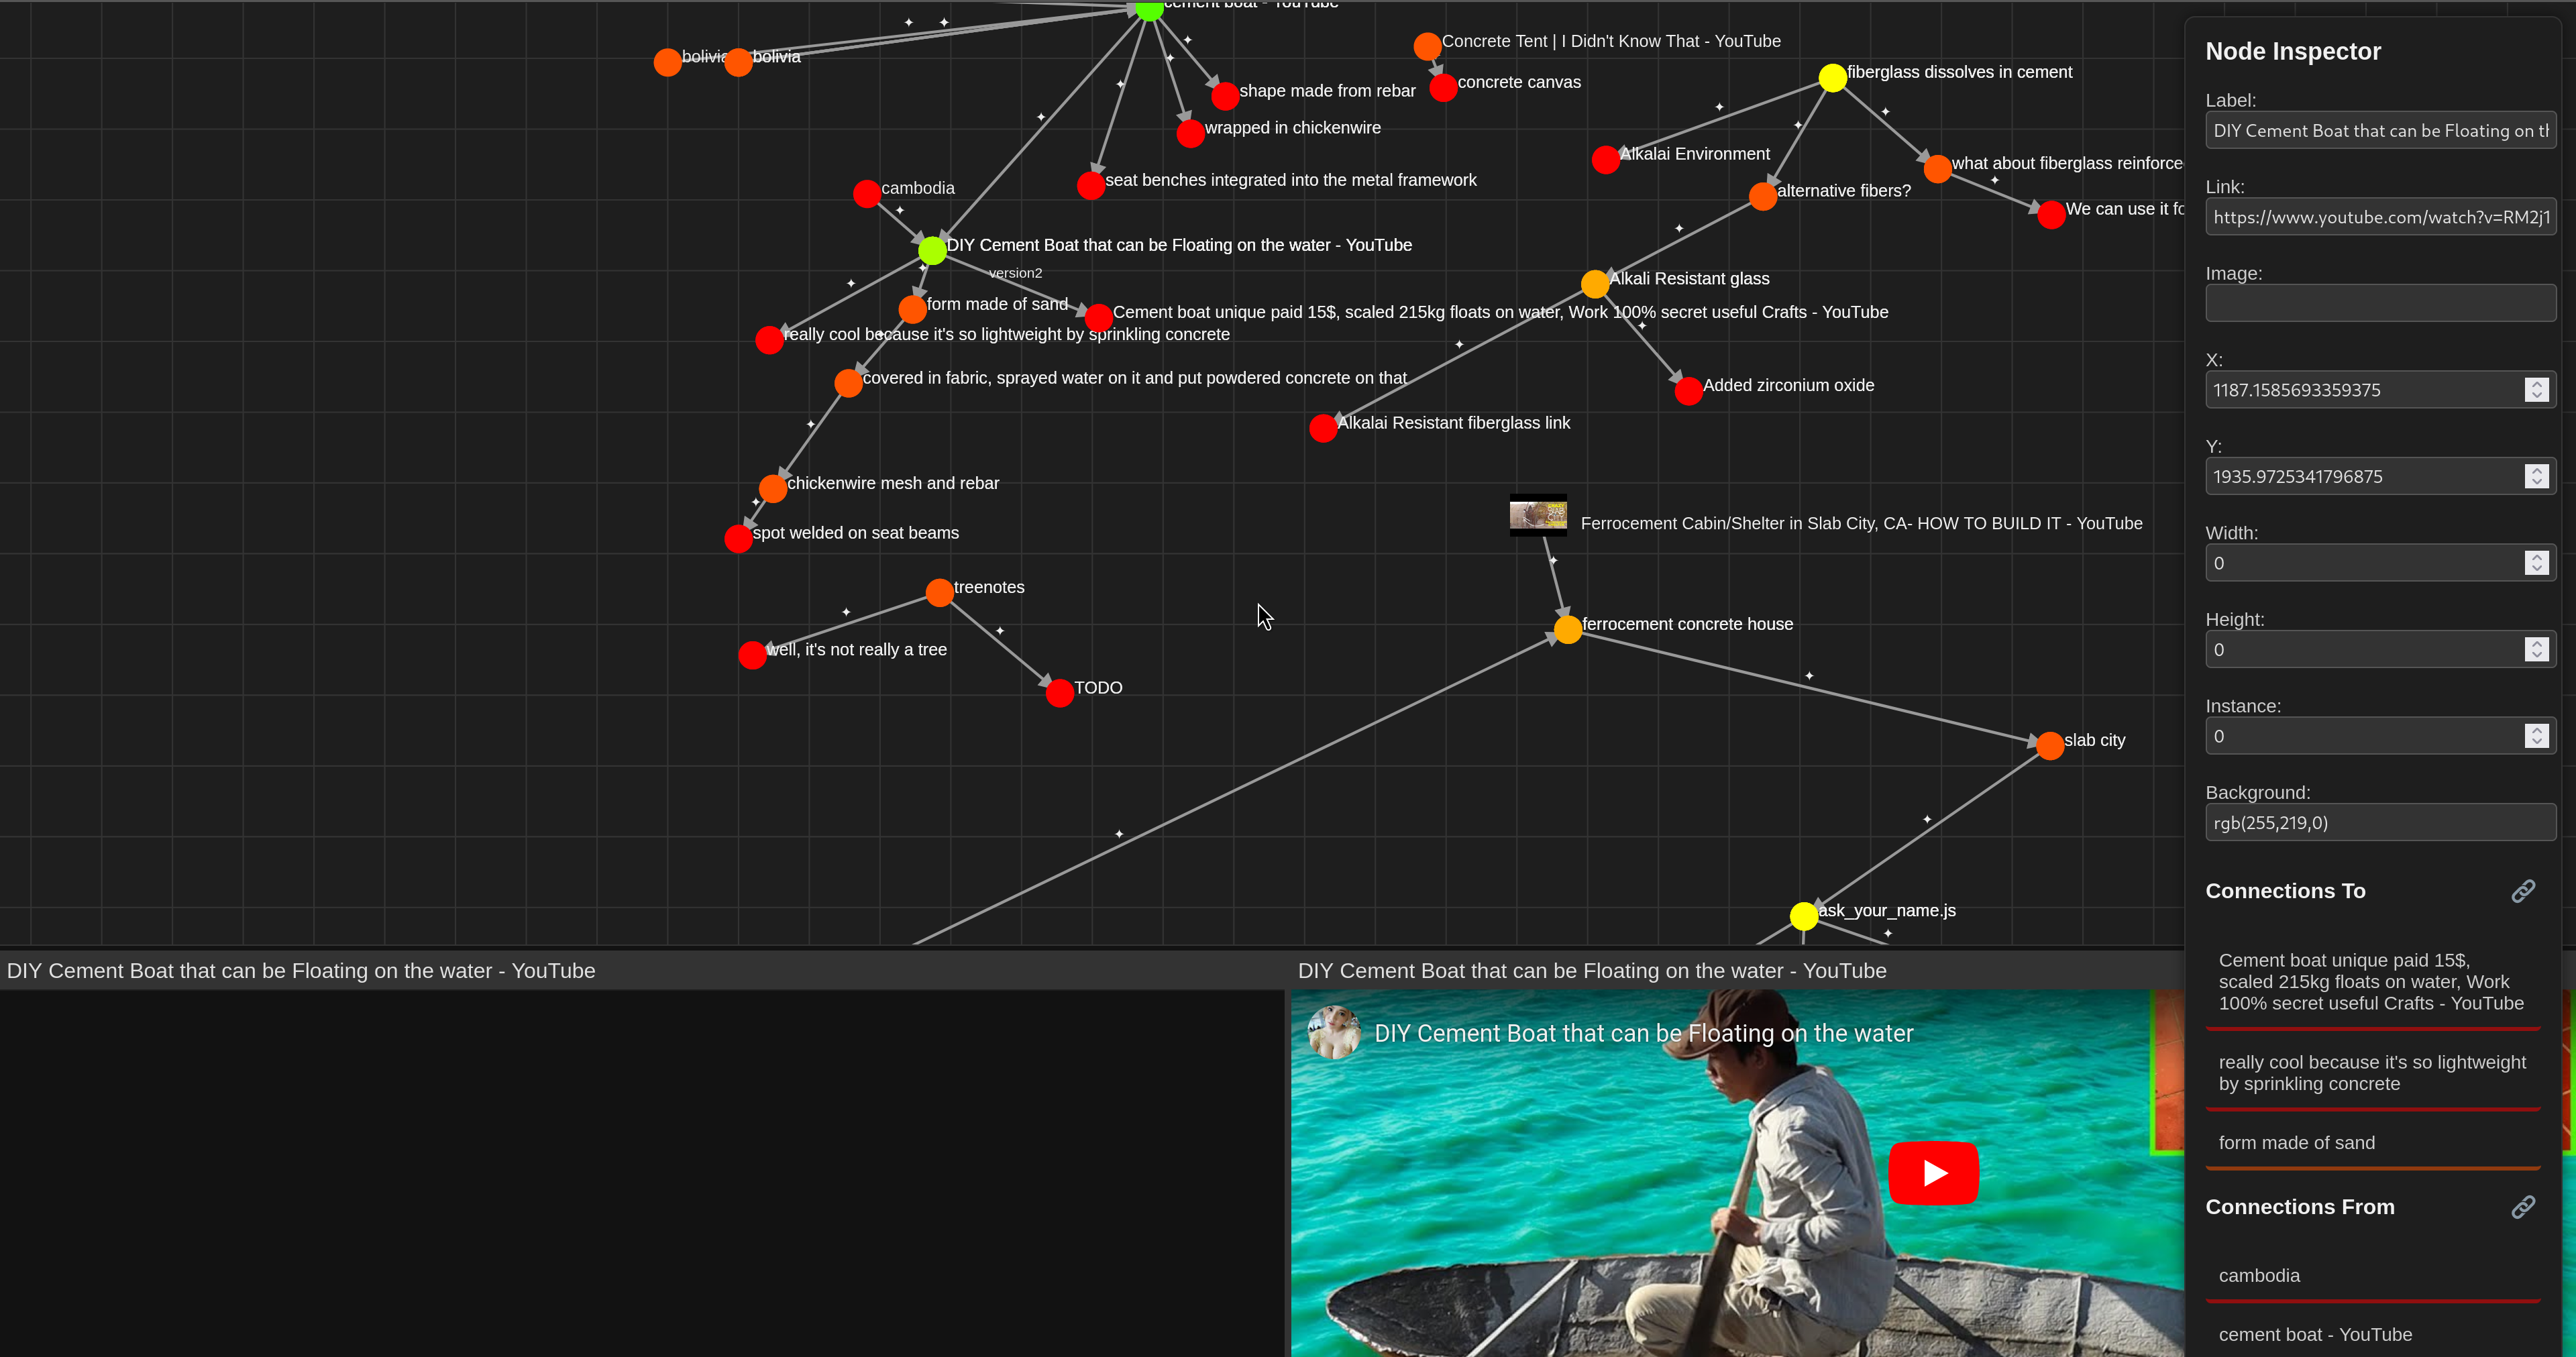 cement boat - YouTube
bolivia
bolivia
Concrete Tent | I Didn't Know That - YouTube
concrete canvas
fiberglass dissolves in cement
shape made from rebar
wrapped in chickenwire
Alkalai Environment
what about fiberglass reinforce
seat benches integrated into the metal framework
cambodia
alternative fibers?
We can use it fo
DIY Cement Boat that can be Floating on the water - YouTube
version2
Alkali Resistant glass
form made of sand
Cement boat unique paid 15$, scaled 215kg floats on water, Work 100% secret useful Crafts - YouTube
really cool because it's so lightweight by sprinkling concrete
covered in fabric, sprayed water on it and put powdered concrete on that
Added zirconium oxide
Alkalai Resistant fiberglass link
chickenwire mesh and rebar
spot welded on seat beams
Ferrocement Cabin/Shelter in Slab City, CA- HOW TO BUILD IT - YouTube
treenotes
ferrocement concrete house
well, it's not really a tree
TODO
slab city
ask_your_name.js
DIY Cement Boat that can be Floating on the water - YouTube
DIY Cement Boat that can be Floating on the water - YouTube
DIY Cement Boat that can be Floating on the water
Node Inspector
Label:
DIY Cement Boat that can be Floating on th
Link:
https://www.youtube.com/watch?v=RM2j1
Image:
X:
1187.1585693359375
Y:
1935.9725341796875
Width:
0
Height:
0
Instance:
0
Background:
rgb(255,219,0)
Connections To
Cement boat unique paid 15$,
scaled 215kg floats on water, Work
100% secret useful Crafts - YouTube
really cool because it's so lightweight
by sprinkling concrete
form made of sand
Connections From
cambodia
cement boat - YouTube